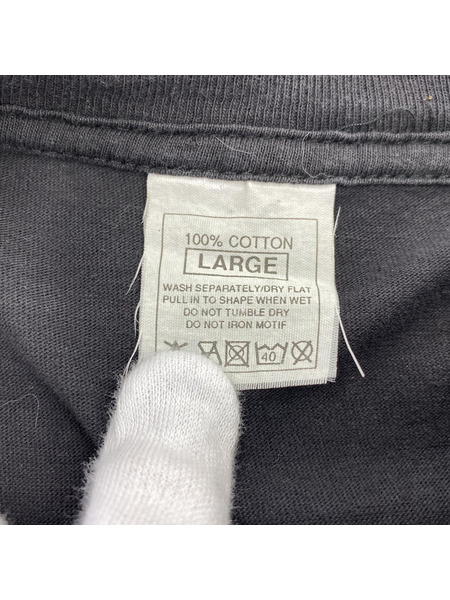 100% COTTON
LARGE
WASH SEPARATELY/DRY FLAT
PULL IN TO SHAPE WHEN WET
DO NOT TUMBLE DRY
DO NOT IRON MOTIF
40